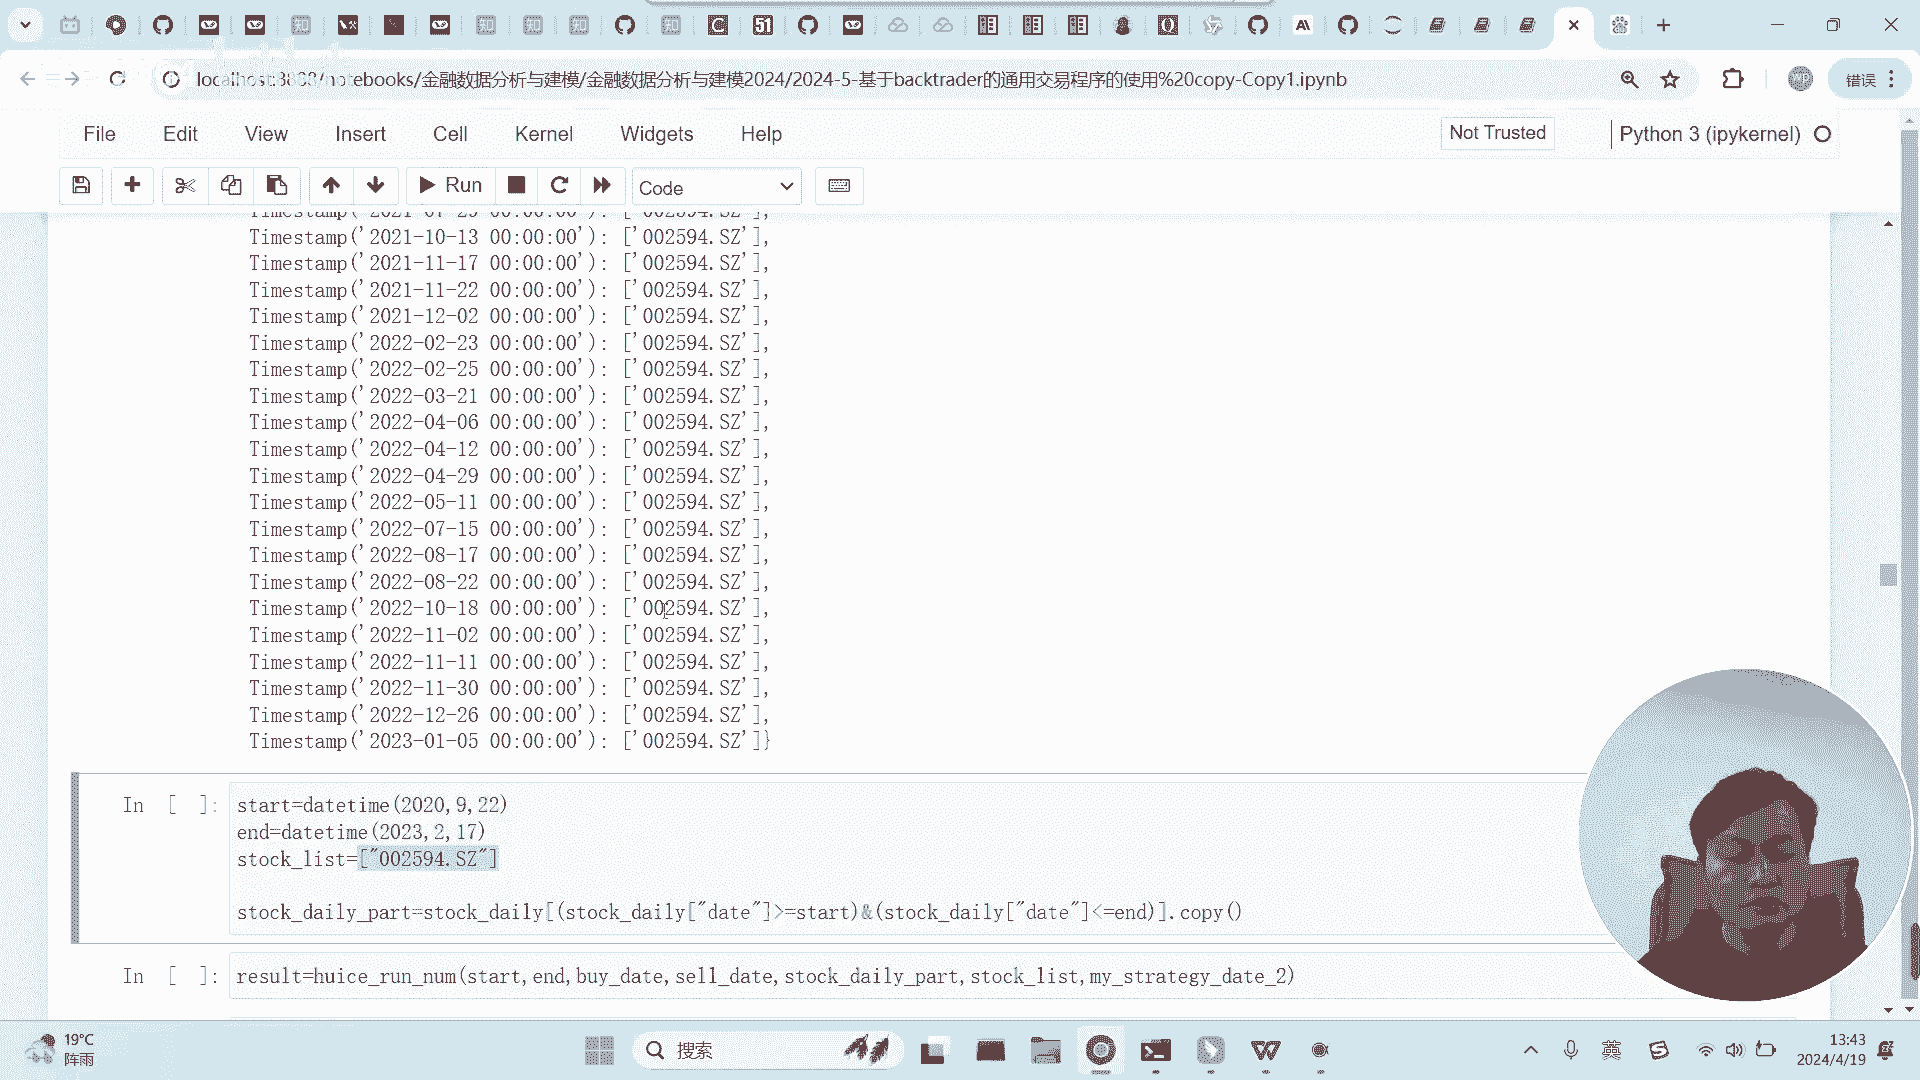 localhost:8888/notebooks/金融数据分析与建模/金融数据分析与建模2024/2024-5-基于backtrader的通用交易程序的使用%20copy-Copy1.ipynb
错误
File Edit View Insert Cell Kernel Widgets Help
Not Trusted
Python 3 (ipykernel)
Run
Code
Timestamp('2021-07-29 00:00:00'): ['002594.SZ'],
Timestamp('2021-10-13 00:00:00'): ['002594.SZ'],
Timestamp('2021-11-17 00:00:00'): ['002594.SZ'],
Timestamp('2021-11-22 00:00:00'): ['002594.SZ'],
Timestamp('2021-12-02 00:00:00'): ['002594.SZ'],
Timestamp('2022-02-23 00:00:00'): ['002594.SZ'],
Timestamp('2022-02-25 00:00:00'): ['002594.SZ'],
Timestamp('2022-03-21 00:00:00'): ['002594.SZ'],
Timestamp('2022-04-06 00:00:00'): ['002594.SZ'],
Timestamp('2022-04-12 00:00:00'): ['002594.SZ'],
Timestamp('2022-04-29 00:00:00'): ['002594.SZ'],
Timestamp('2022-05-11 00:00:00'): ['002594.SZ'],
Timestamp('2022-07-15 00:00:00'): ['002594.SZ'],
Timestamp('2022-08-17 00:00:00'): ['002594.SZ'],
Timestamp('2022-08-22 00:00:00'): ['002594.SZ'],
Timestamp('2022-10-18 00:00:00'): ['002594.SZ'],
Timestamp('2022-11-02 00:00:00'): ['002594.SZ'],
Timestamp('2022-11-11 00:00:00'): ['002594.SZ'],
Timestamp('2022-11-30 00:00:00'): ['002594.SZ'],
Timestamp('2022-12-26 00:00:00'): ['002594.SZ'],
Timestamp('2023-01-05 00:00:00'): ['002594.SZ']}
In [ ]: start=datetime(2020,9,22)
end=datetime(2023,2,17)
stock_list=["002594.SZ"]
stock_daily_part=stock_daily[(stock_daily["date"]>=start)&(stock_daily["date"]<=end)].copy()
In [ ]: result=huice_run_num(start,end,buy_date,sell_date,stock_daily_part,stock_list,my_strategy_date_2)
19°C
阵雨
搜索
英
13:43
2024/4/19